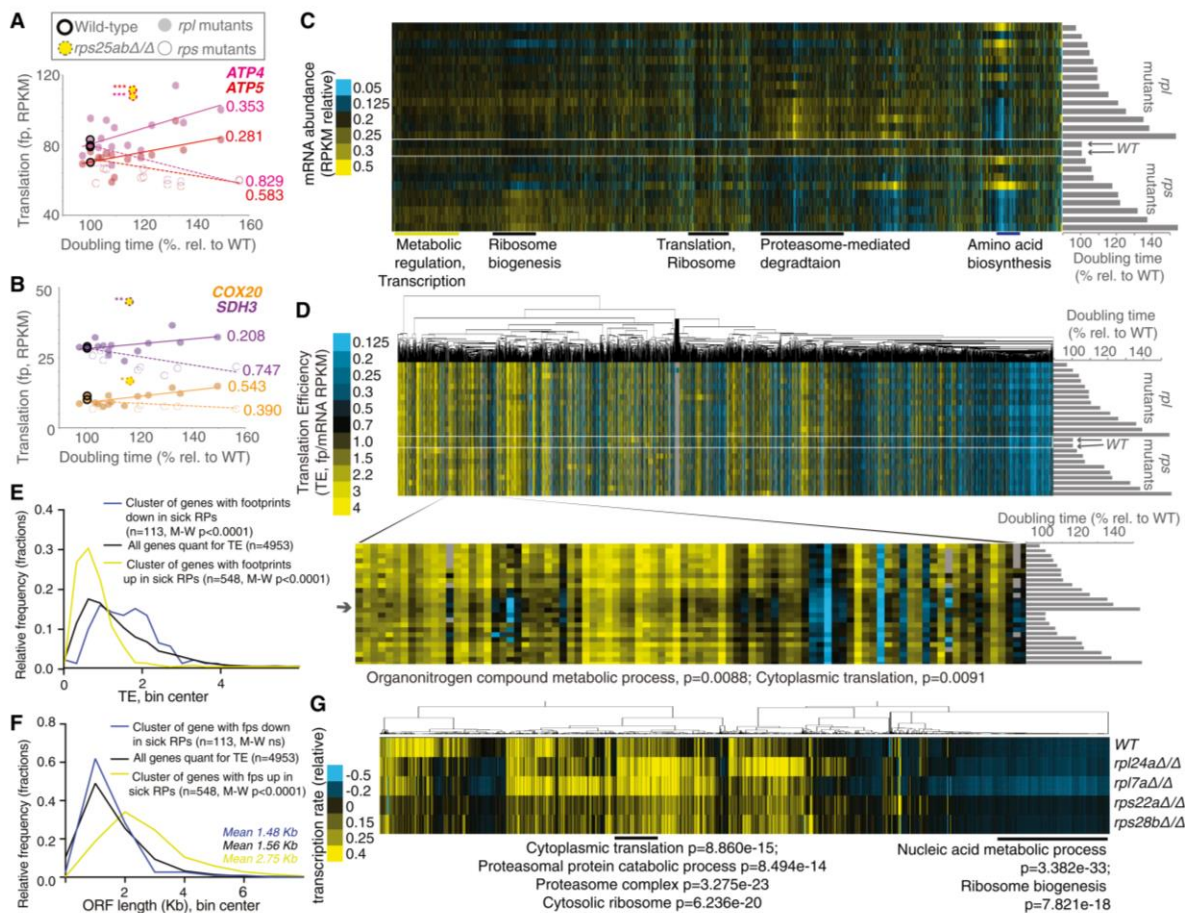 A
Wild-type
rpl mutants
rps25abΔ/Δ
rps mutants
Translation (fp, RPKM)
120
80
40
ATP4
ATP5
0.353
0.281
0.829
0.583
100
120
140
160
Doubling time (%. rel. to WT)
B
Translation (fp, RPKM)
50
25
0
COX20
SDH3
0.208
0.747
0.543
0.390
100
120
140
160
Doubling time (% rel. to WT)
C
mRNA abundance
(RPKM relative)
0.05
0.125
0.2
0.25
0.3
0.5
rpl
mutants
WT
rps
mutants
100
120
140
Doubling time
(% rel. to WT)
Metabolic
regulation,
Transcription
Ribosome
biogenesis
Translation,
Ribosome
Proteasome-mediated
degradtaion
Amino acid
biosynthesis
D
Translation Efficiency
(TE, fp/mRNA RPKM)
0.125
0.2
0.25
0.3
0.5
0.7
1.0
1.5
2.2
3
4
Doubling time
(% rel. to WT)
100
120
140
rpl
mutants
WT
rps
mutants
Doubling time (% rel. to WT)
100
120
140
Organonitrogen compound metabolic process, p=0.0088; Cytoplasmic translation, p=0.0091
E
Relative frequency (fractions)
0.4
0.3
0.2
0.1
0.0
0
2
4
TE, bin center
Cluster of genes with footprints
down in sick RPs
(n=113, M-W p<0.0001)
All genes quant for TE (n=4953)
Cluster of genes with footprints
up in sick RPs (n=548, M-W p<0.0001)
F
Relative frequency (fractions)
0.8
0.6
0.4
0.2
0.0
0
2
4
6
8
ORF length (Kb), bin center
Cluster of gene with fps down
in sick RPs (n=113, M-W ns)
All genes quant for TE (n=4953)
Cluster of genes with fps up in
sick RPs (n=548, M-W p<0.0001)
Mean 1.48 Kb
Mean 1.56 Kb
Mean 2.75 Kb
G
transcription rate (relative)
-0.5
-0.2
0
0.15
0.25
0.4
WT
rpl24aΔ/Δ
rpl7aΔ/Δ
rps22aΔ/Δ
rps28bΔ/Δ
Cytoplasmic translation p=8.860e-15;
Proteasomal protein catabolic process p=8.494e-14
Proteasome complex p=3.275e-23
Cytosolic ribosome p=6.236e-20
Nucleic acid metabolic process
p=3.382e-33;
Ribosome biogenesis
p=7.821e-18